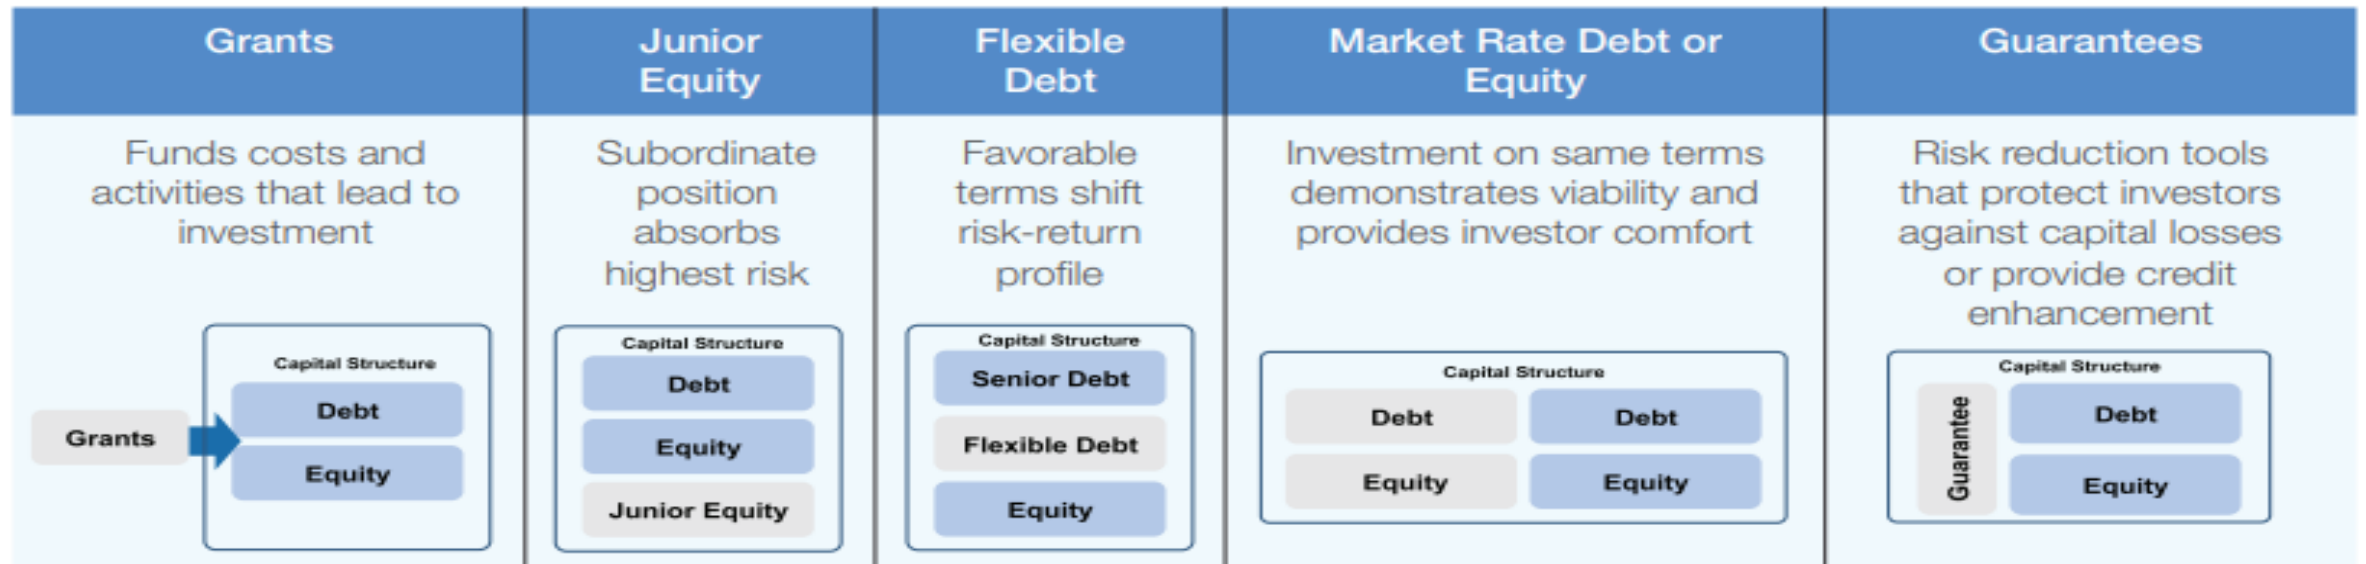 Grants
Funds costs and
activities that lead to
investment
Grants
Capital Structure
Debt
Equity
Junior
Equity
Subordinate
position
absorbs
highest risk
Capital Structure
Debt
Equity
Junior Equity
Flexible
Debt
Favorable
terms shift
risk-return
profile
Capital Structure
Senior Debt
Flexible Debt
Equity
Market Rate Debt or
Equity
Investment on same terms
demonstrates viability and
provides investor comfort
Capital Structure
Debt
Debt
Equity
Equity
Guarantees
Risk reduction tools
that protect investors
against capital losses
or provide credit
enhancement
Capital Structure
Guarantee
Debt
Equity